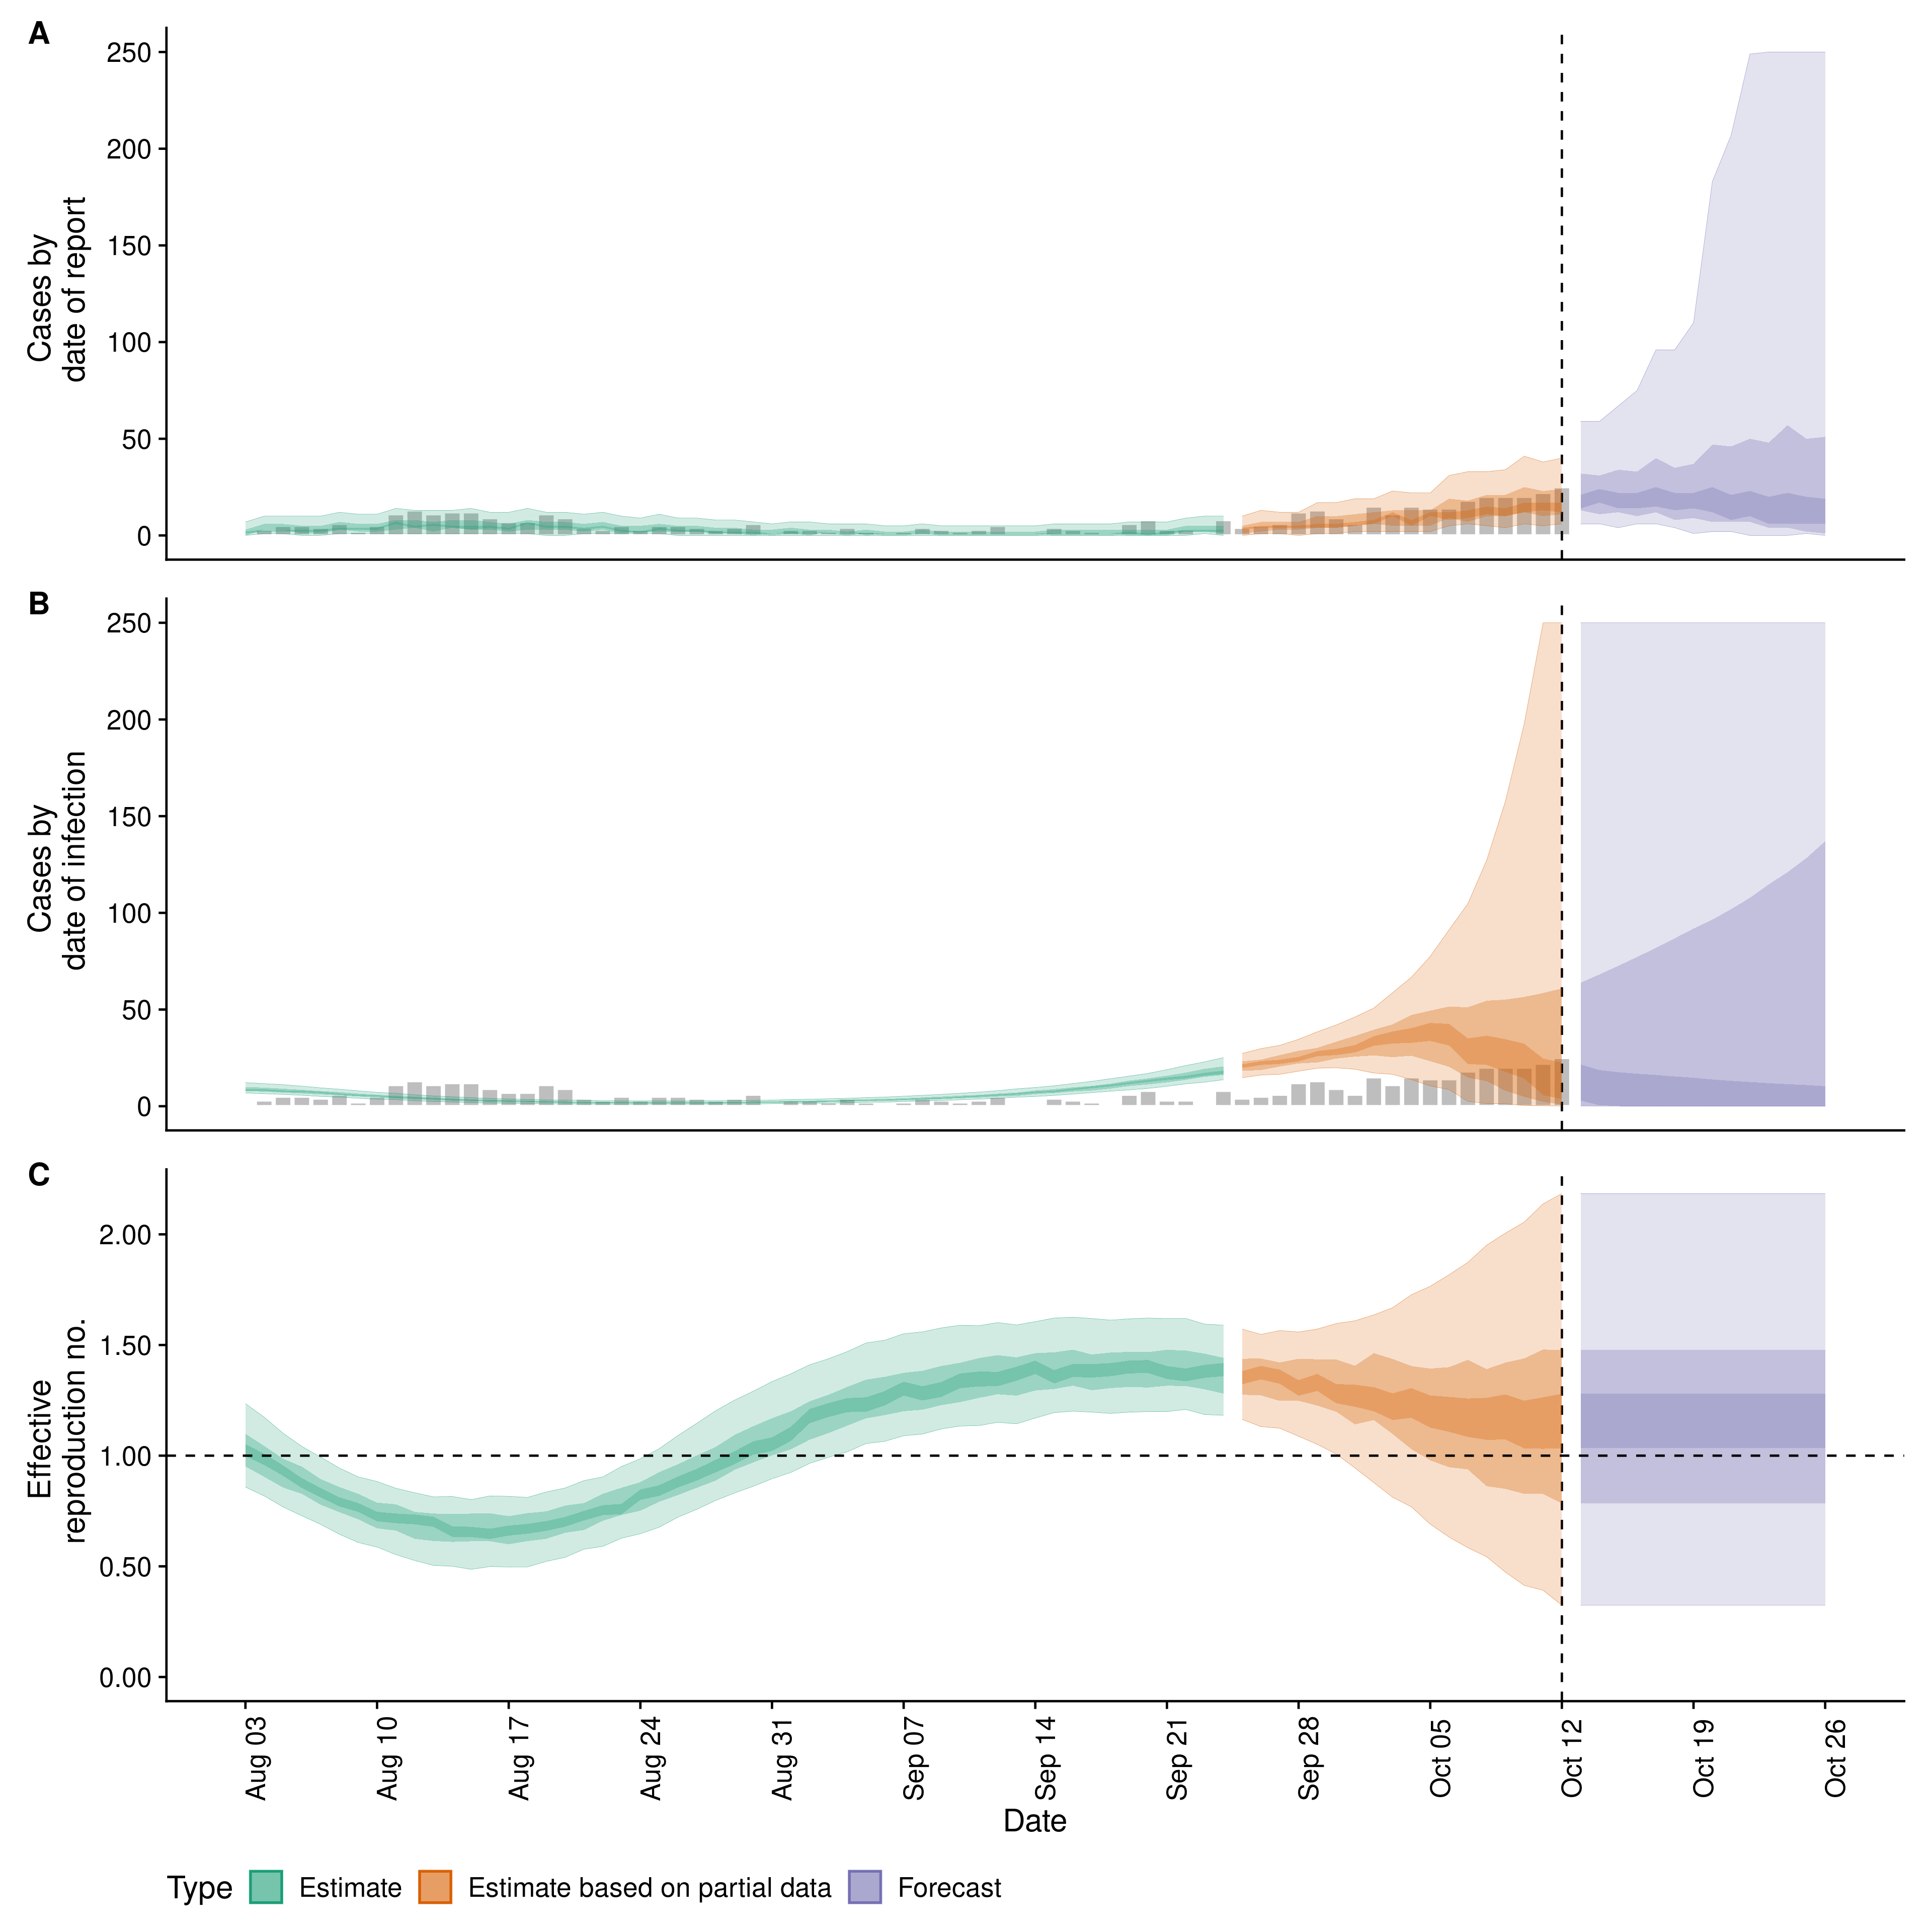 A
250
200
150
100
50
0
Cases by
date of report
B
250
200
150
100
50
0
Cases by
date of infection
C
2.00
1.50
1.00
0.50
0.00
Effective
reproduction no.
Aug 03
Aug 10
Aug 17
Aug 24
Aug 31
Sep 07
Sep 14
Sep 21
Sep 28
Oct 05
Oct 12
Oct 19
Oct 26
Date
Type Estimate Estimate based on partial data Forecast